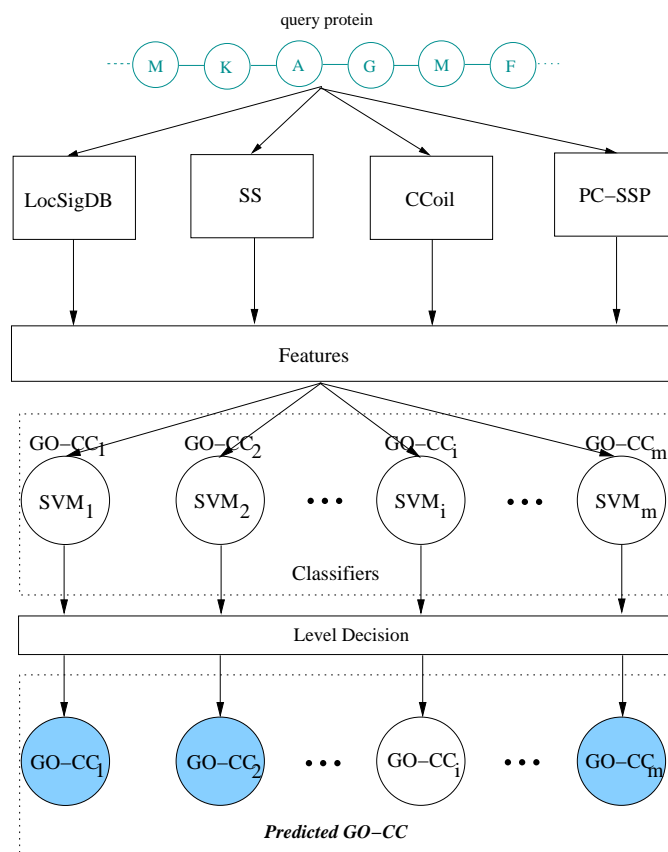 query protein
M K A G M F
LocSigDB SS CCoil PC−SSP
Features
GO−CC1 GO−CC2 GO−CCi GO−CCm
SVM1 SVM2 ... SVMi ... SVMm
Classifiers
Level Decision
GO−CC1 GO−CC2 ... GO−CCi ... GO−CCm
Predicted GO−CC